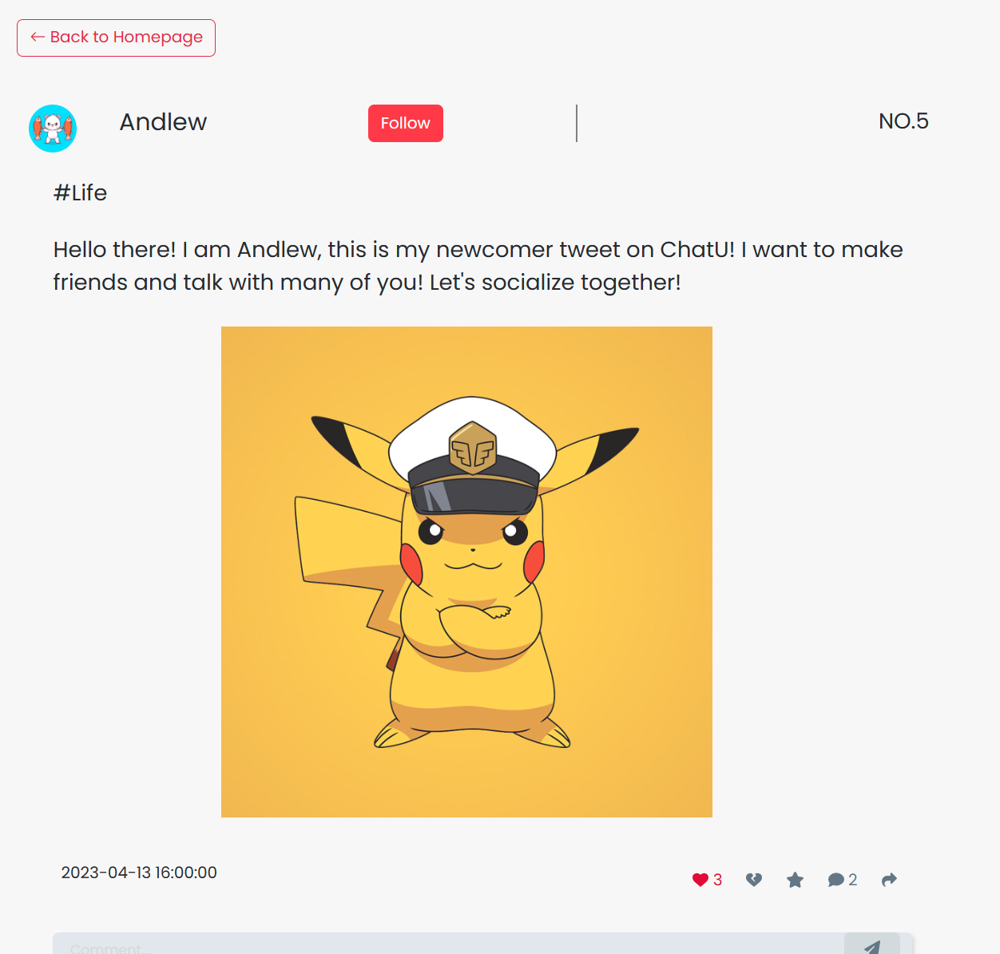 ← Back to Homepage
Andlew
Follow
NO.5
#Life
Hello there! I am Andlew, this is my newcomer tweet on ChatU! I want to make
friends and talk with many of you! Let's socialize together!
2023-04-13 16:00:00
3
2
Comment...